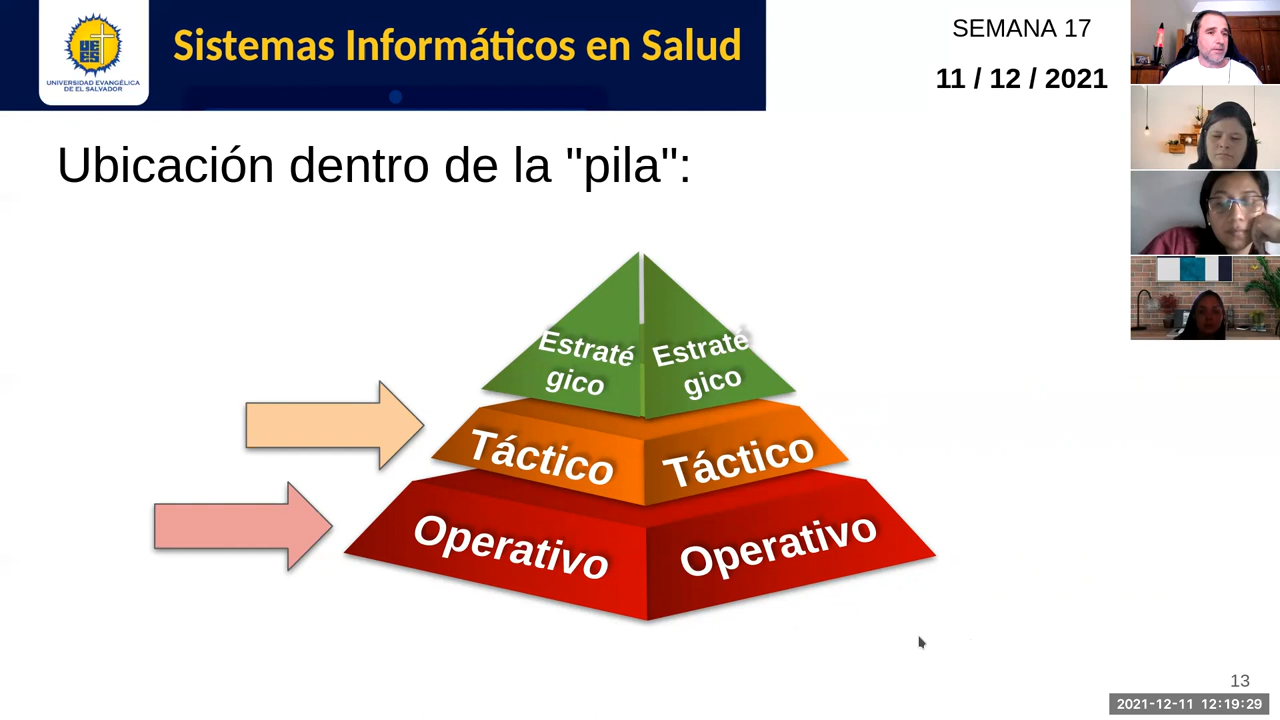 UNIVERSIDAD EVANGÉLICA
DE EL SALVADOR
Sistemas Informáticos en Salud
SEMANA 17
11 / 12 / 2021
Ubicación dentro de la "pila":
Estraté
gico
Estraté
gico
Táctico
Táctico
Operativo
Operativo
13
2021-12-11 12:19:29